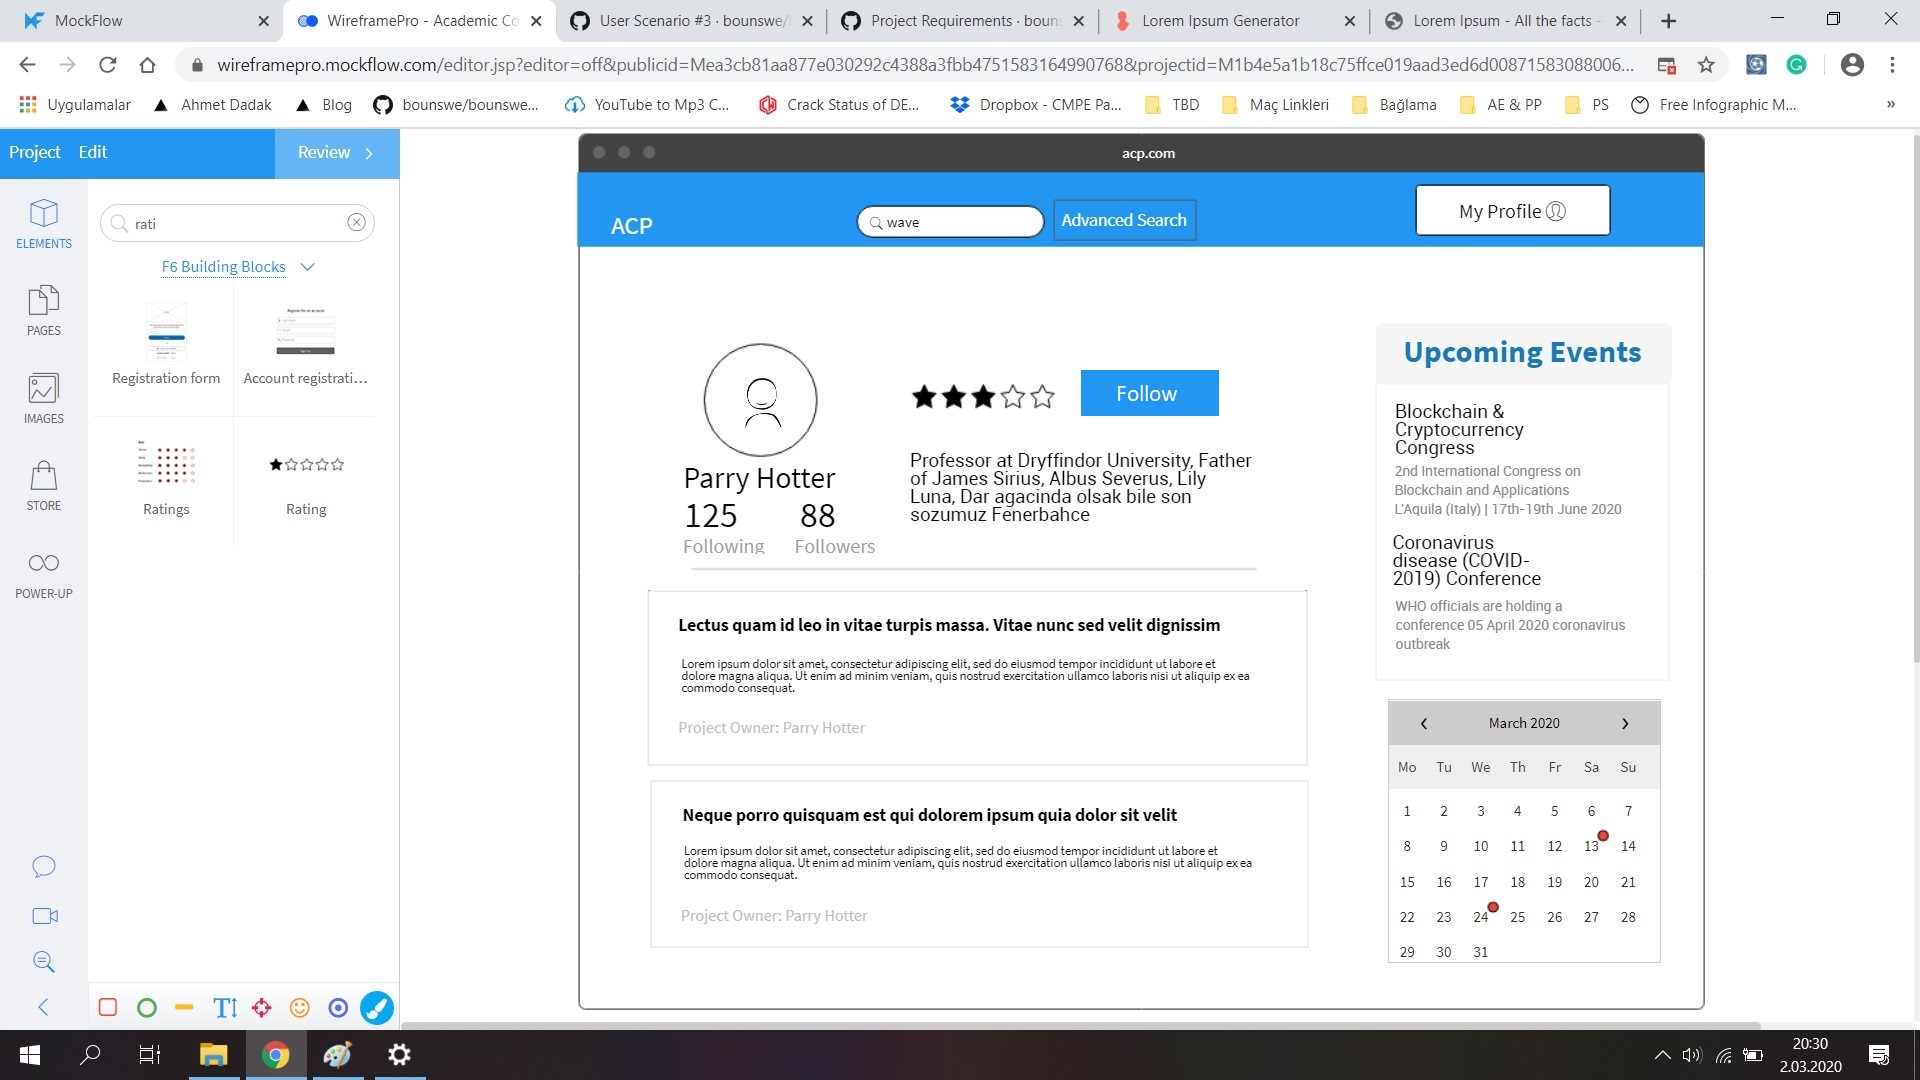 MockFlow
WireframePro - Academic Co
User Scenario #3 · bounswe/
Project Requirements · boun
Lorem Ipsum Generator
Lorem Ipsum - All the facts -
wireframepro.mockflow.com/editor.jsp?editor=off&publicid=Mea3cb81aa877e030292c4388a3fbb4751583164990768&projectid=M1b4e5a1b18c75ffce019aad3ed6d00871583088006...
Uygulamalar
Ahmet Dadak
Blog
bounswe/bounswe...
YouTube to Mp3 C...
Crack Status of DE...
Dropbox - CMPE Pa...
TBD
Maç Linkleri
Bağlama
AE & PP
PS
Free Infographic M...
»
Project
Edit
Review
ELEMENTS
PAGES
IMAGES
STORE
POWER-UP
rati
F6 Building Blocks
Registration form
Account registrati...
Ratings
Rating
acp.com
ACP
wave
Advanced Search
My Profile
Parry Hotter
125
88
Following
Followers
Follow
Professor at Dryffindor University, Father
of James Sirius, Albus Severus, Lily
Luna, Dar agacinda olsak bile son
sozumuz Fenerbahce
Lectus quam id leo in vitae turpis massa. Vitae nunc sed velit dignissim
Lorem ipsum dolor sit amet, consectetur adipiscing elit, sed do eiusmod tempor incididunt ut labore et
dolore magna aliqua. Ut enim ad minim veniam, quis nostrud exercitation ullamco laboris nisi ut aliquip ex ea
commodo consequat.
Project Owner: Parry Hotter
Neque porro quisquam est qui dolorem ipsum quia dolor sit velit
Lorem ipsum dolor sit amet, consectetur adipiscing elit, sed do eiusmod tempor incididunt ut labore et
dolore magna aliqua. Ut enim ad minim veniam, quis nostrud exercitation ullamco laboris nisi ut aliquip ex ea
commodo consequat.
Project Owner: Parry Hotter
Upcoming Events
Blockchain &
Cryptocurrency
Congress
2nd International Congress on
Blockchain and Applications
L'Aquila (Italy) | 17th-19th June 2020
Coronavirus
disease (COVID-
2019) Conference
WHO officials are holding a
conference 05 April 2020 coronavirus
outbreak
March 2020
Mo Tu We Th Fr Sa Su
1 2 3 4 5 6 7
8 9 10 11 12 13 14
15 16 17 18 19 20 21
22 23 24 25 26 27 28
29 30 31
20:30
2.03.2020